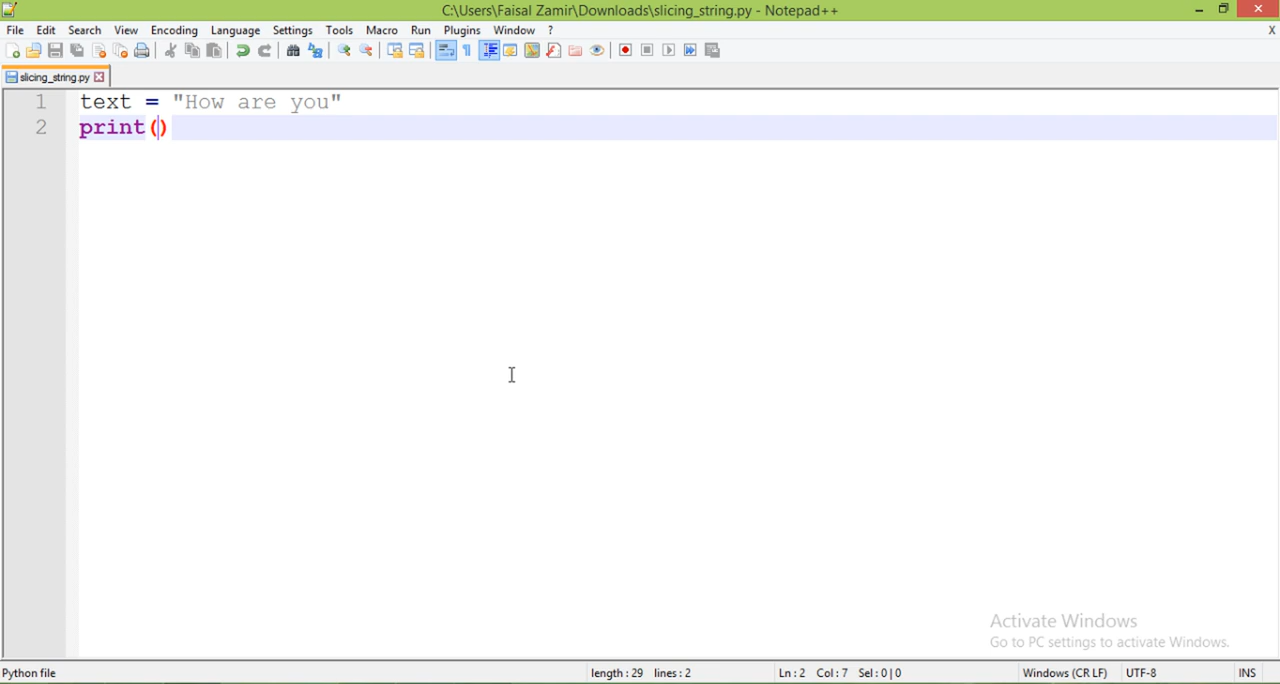 C:\Users\Faisal Zamir\Downloads\slicing_string.py - Notepad++
File Edit Search View Encoding Language Settings Tools Macro Run Plugins Window ? X
slicing_string.py
1 text = "How are you"
2 print()
Activate Windows
Go to PC settings to activate Windows.
Python file length : 29 lines : 2 Ln : 2 Col : 7 Sel : 0 | 0 Windows (CR LF) UTF-8 INS